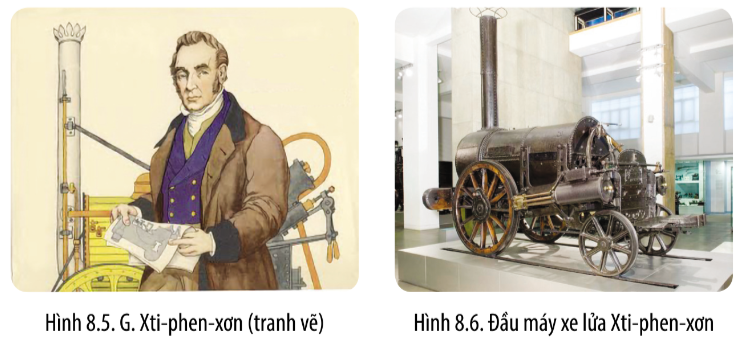 Hình 8.5. G. Xti-phen-xơn (tranh vẽ)
Hình 8.6. Đầu máy xe lửa Xti-phen-xơn